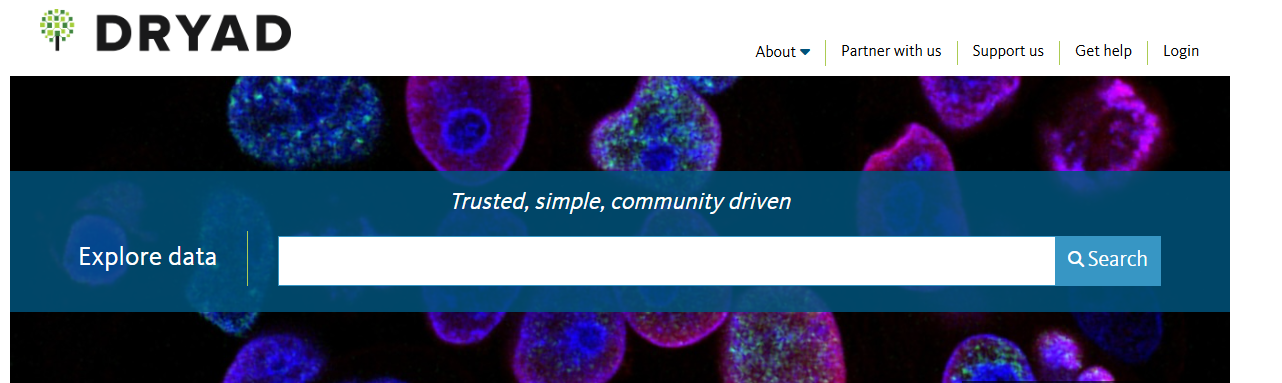 DRYAD
About
Partner with us
Support us
Get help
Login
Trusted, simple, community driven
Explore data
Search